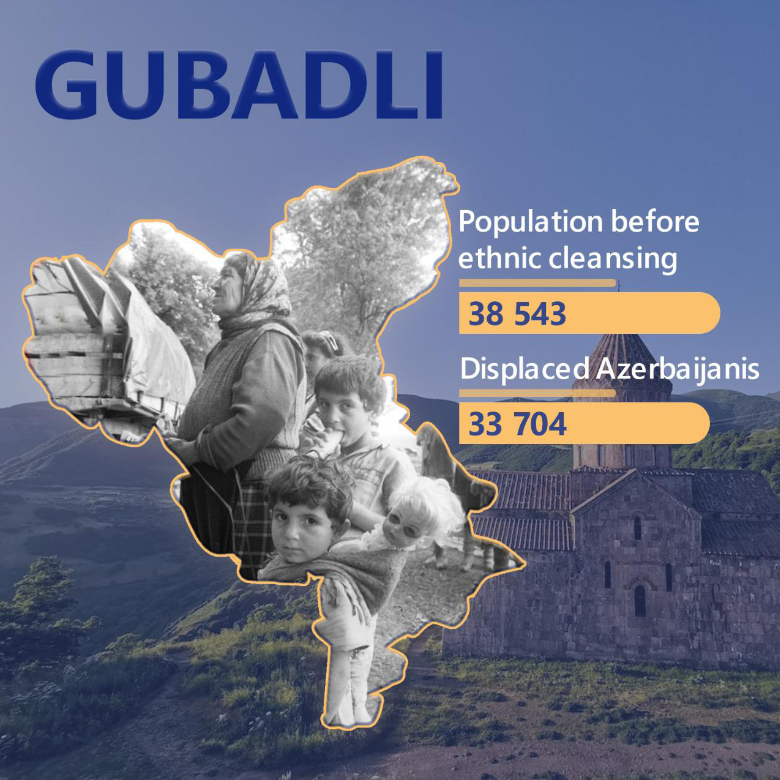 GUBADLI
Population before
ethnic cleansing
38 543
Displaced Azerbaijanis
33 704